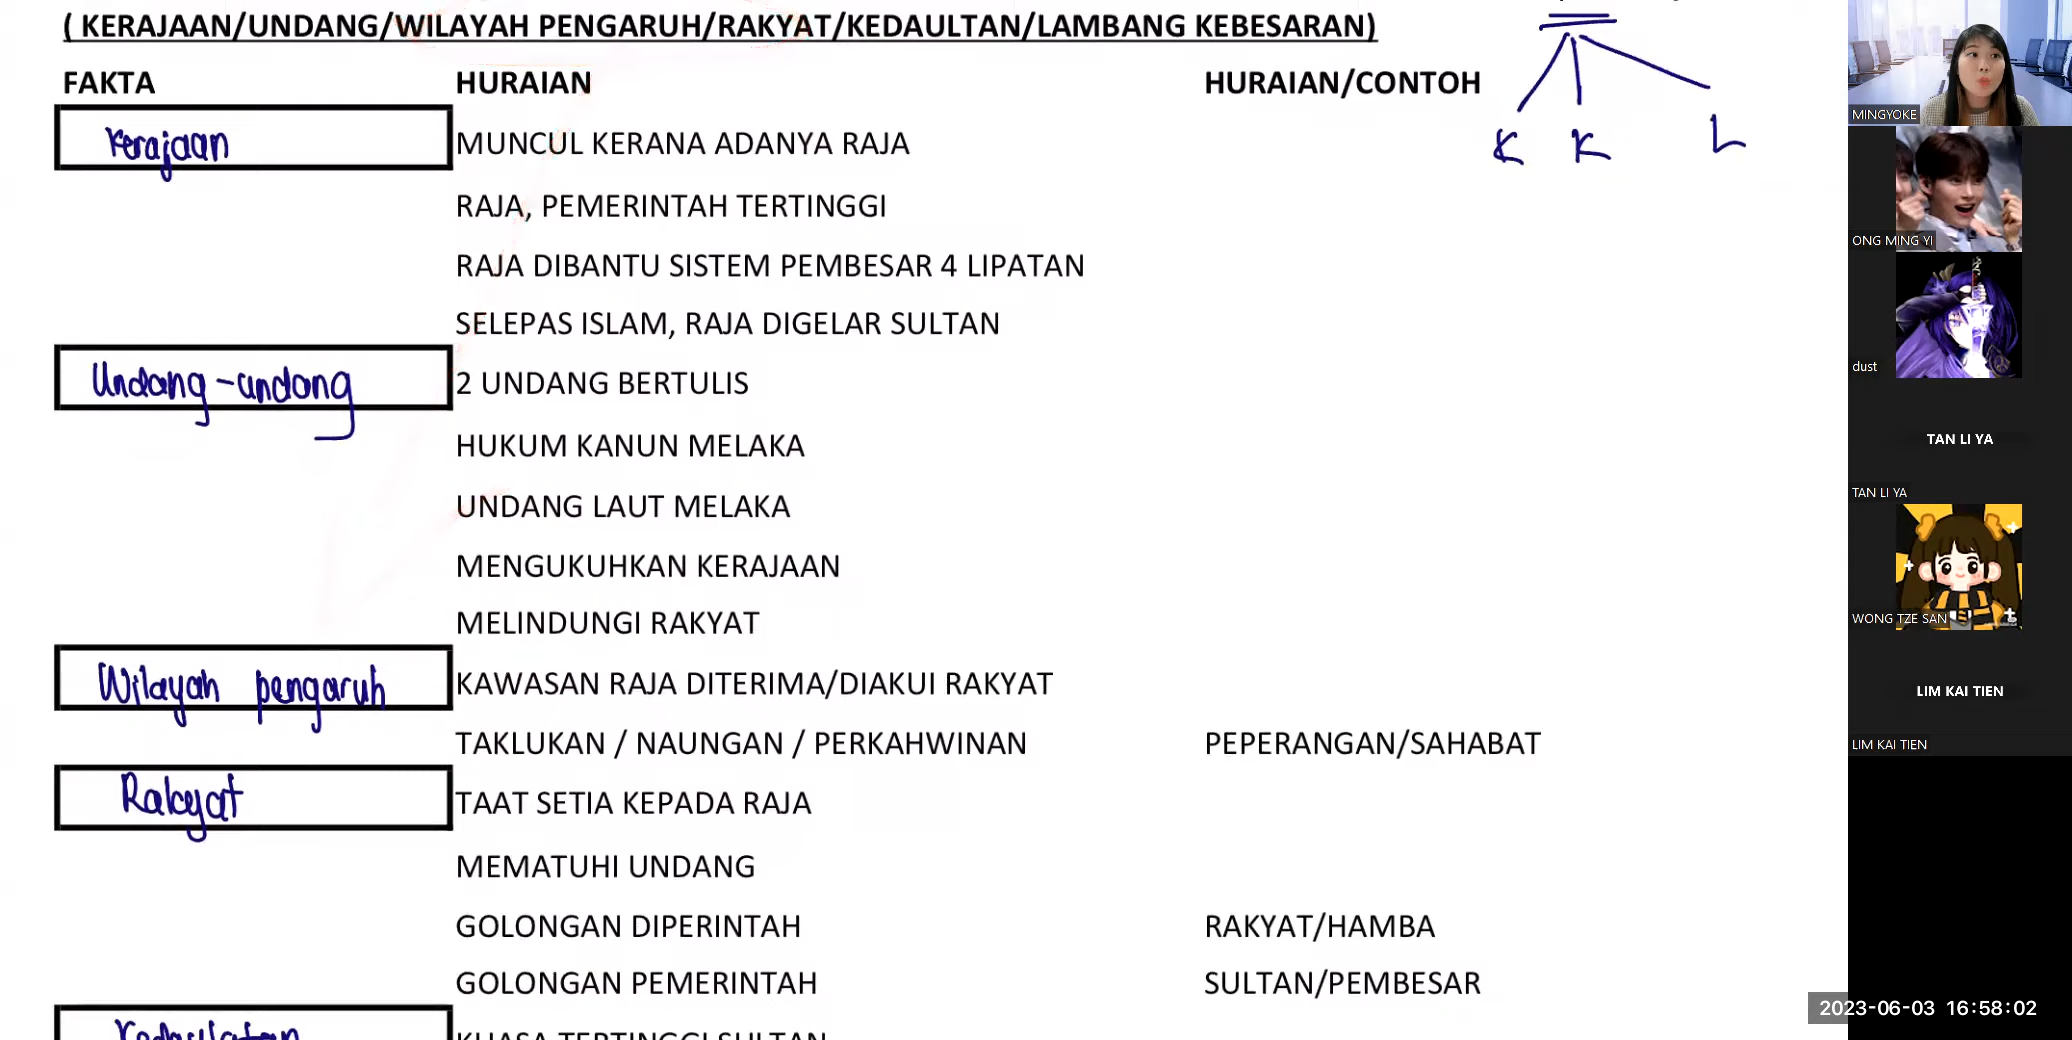 ( KERAJAAN/UNDANG/WILAYAH PENGARUH/RAKYAT/KEDAULTAN/LAMBANG KEBESARAN)
FAKTA HURAIAN HURAIAN/CONTOH
K K L
Kerajaan MUNCUL KERANA ADANYA RAJA
RAJA, PEMERINTAH TERTINGGI
RAJA DIBANTU SISTEM PEMBESAR 4 LIPATAN
SELEPAS ISLAM, RAJA DIGELAR SULTAN
Undang-undang 2 UNDANG BERTULIS
HUKUM KANUN MELAKA
UNDANG LAUT MELAKA
MENGUKUHKAN KERAJAAN
MELINDUNGI RAKYAT
Wilayah pengaruh KAWASAN RAJA DITERIMA/DIAKUI RAKYAT
TAKLUKAN / NAUNGAN / PERKAHWINAN PEPERANGAN/SAHABAT
Rakyat TAAT SETIA KEPADA RAJA
MEMATUHI UNDANG
GOLONGAN DIPERINTAH RAKYAT/HAMBA
GOLONGAN PEMERINTAH SULTAN/PEMBESAR
Kedaulatan KUASA TERTINGGI SULTAN
MINGYOKE
ONG MING YI
dust
TAN LI YA
TAN LI YA
WONG TZE SAN
LIM KAI TIEN
LIM KAI TIEN
2023-06-03 16:58:02